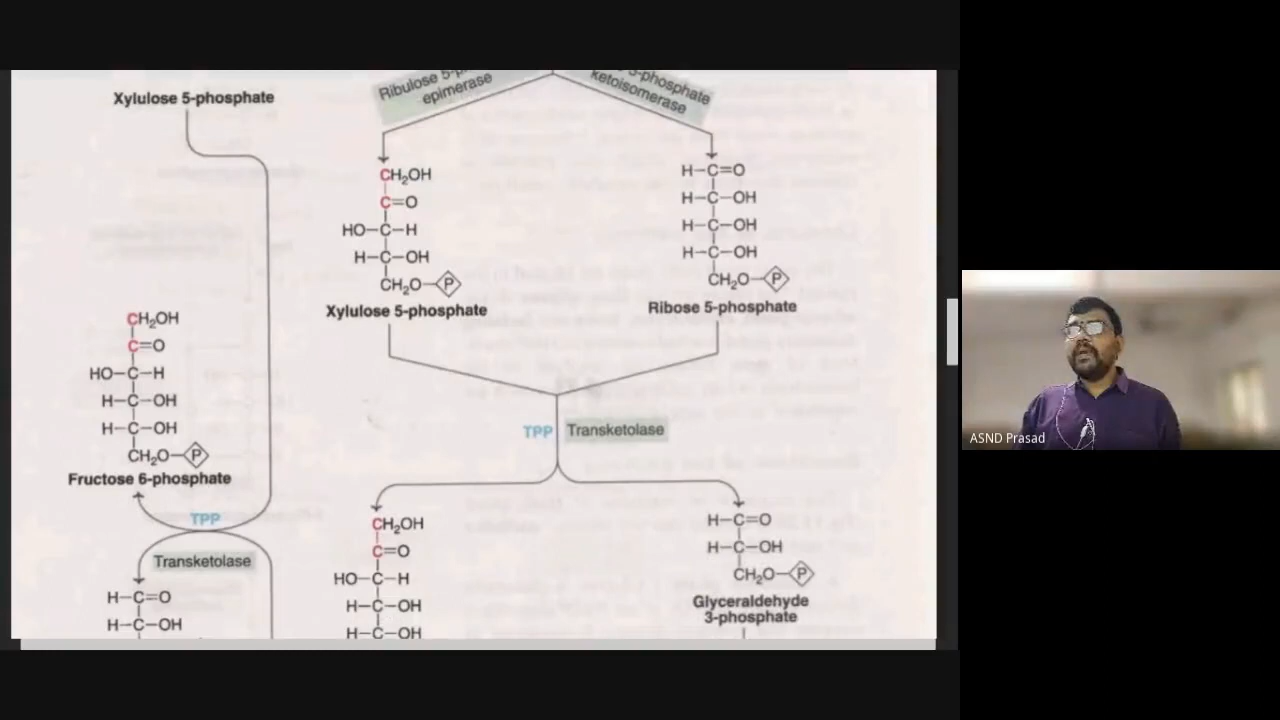 Xylulose 5-phosphate
Ribulose
epimerase
-phosphate
ketoisomerase
CH₂OH
C=O
HO-C-H
H-C-OH
CH₂O-P
Xylulose 5-phosphate
H-C=O
H-C-OH
H-C-OH
H-C-OH
CH₂O-P
Ribose 5-phosphate
CH₂OH
C=O
HO-C-H
H-C-OH
H-C-OH
CH₂O-P
Fructose 6-phosphate
TPP
Transketolase
H-C=O
H-C-OH
TPP Transketolase
CH₂OH
C=O
HO-C-H
H-C-OH
H-C-OH
H-C=O
H-C-OH
CH₂O-P
Glyceraldehyde
3-phosphate
ASND Prasad